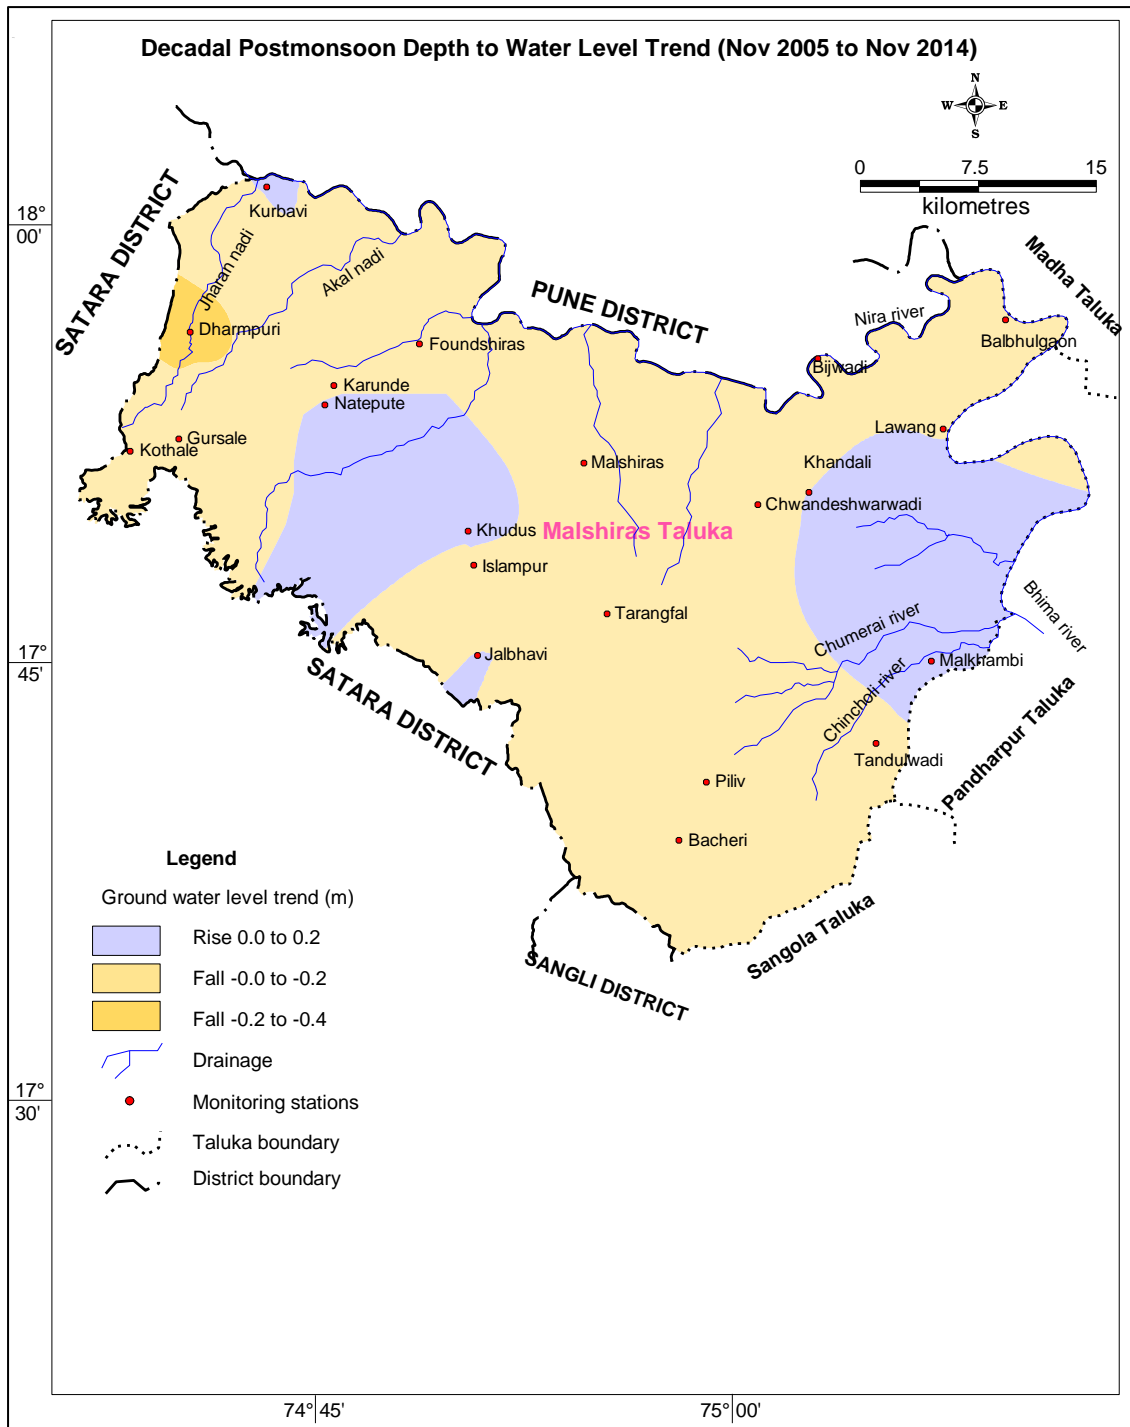 Decadal Postmonsoon Depth to Water Level Trend (Nov 2005 to Nov 2014)
N
W E
S
0 7.5 15
kilometres
18°
00'
SATARA DISTRICT
Kurbavi
Jharan nadi
Akal nadi
PUNE DISTRICT
Madha Taluka
Nira river
Dharmpuri
Foundshiras
Balbhulgaon
Bijwadi
Karunde
Natepute
Lawang
Gursale
Kothale
Malshiras
Khandali
Chwandeshwarwadi
Khudus
Malshiras Taluka
Islampur
Tarangfal
Bhima river
Chumerai river
17°
45'
Jalbhavi
Malkhambi
SATARA DISTRICT
Chincholi river
Pandharpur Taluka
Tandulwadi
Piliv
Bacheri
Sangola Taluka
SANGLI DISTRICT
Legend
Ground water level trend (m)
Rise 0.0 to 0.2
Fall -0.0 to -0.2
Fall -0.2 to -0.4
Drainage
17°
30'
Monitoring stations
Taluka boundary
District boundary
74° 45' 75° 00'